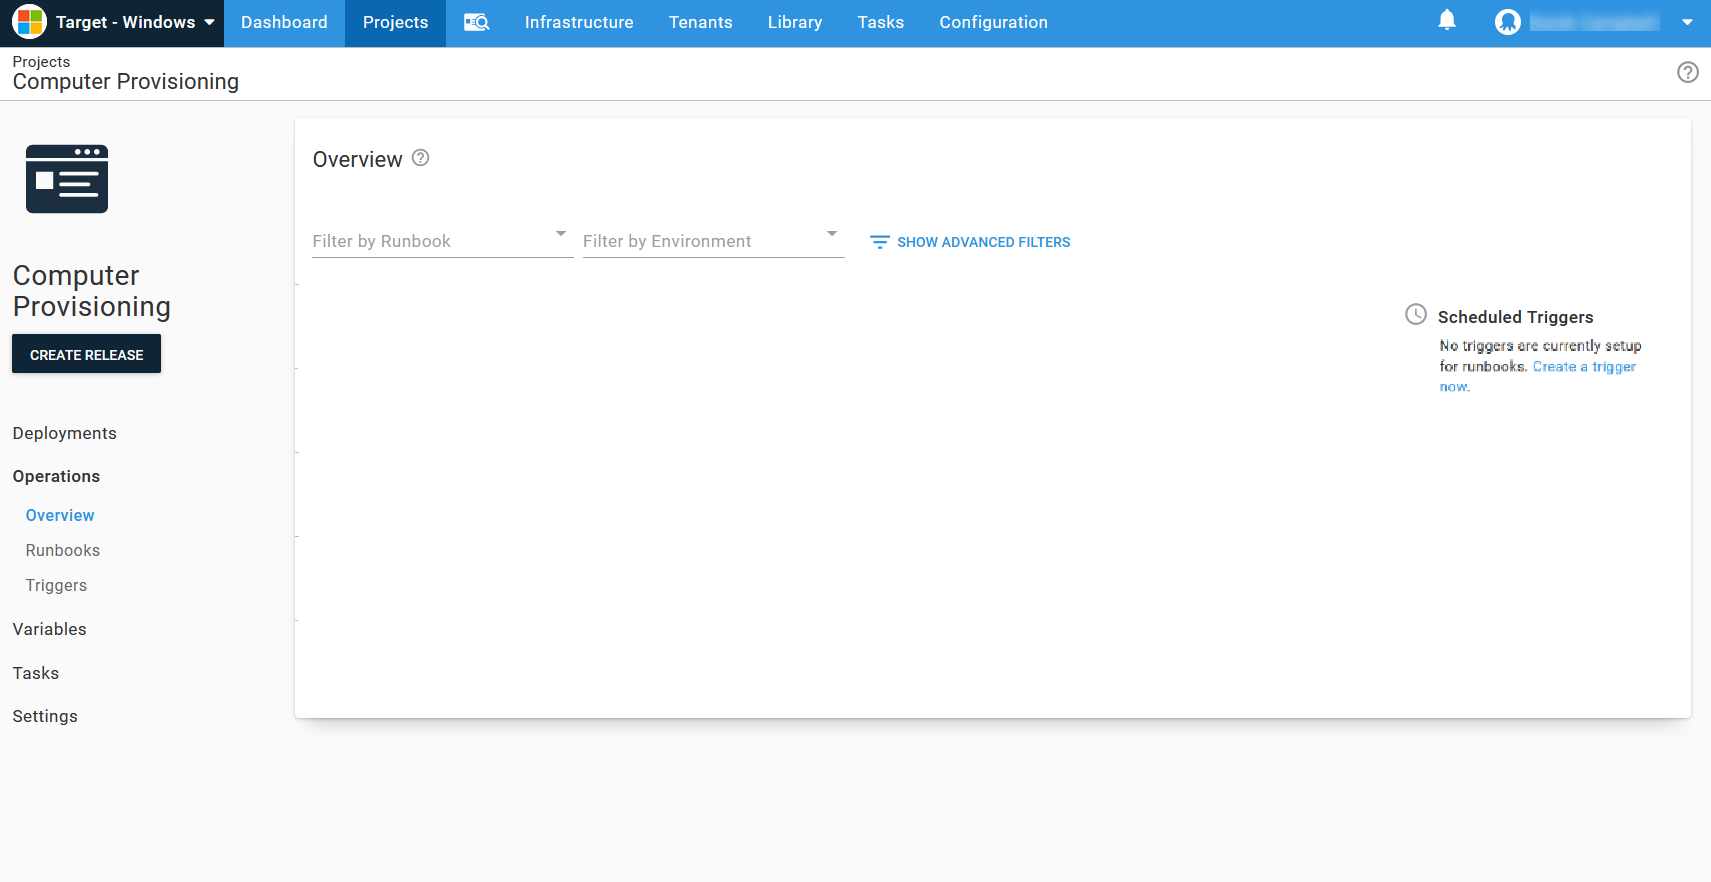 Target - Windows Dashboard Projects Infrastructure Tenants Library Tasks Configuration
Projects
Computer Provisioning
Overview
Filter by Runbook Filter by Environment SHOW ADVANCED FILTERS
Scheduled Triggers
No triggers are currently setup
for runbooks. Create a trigger
now.
Computer
Provisioning
CREATE RELEASE
Deployments
Operations
Overview
Runbooks
Triggers
Variables
Tasks
Settings